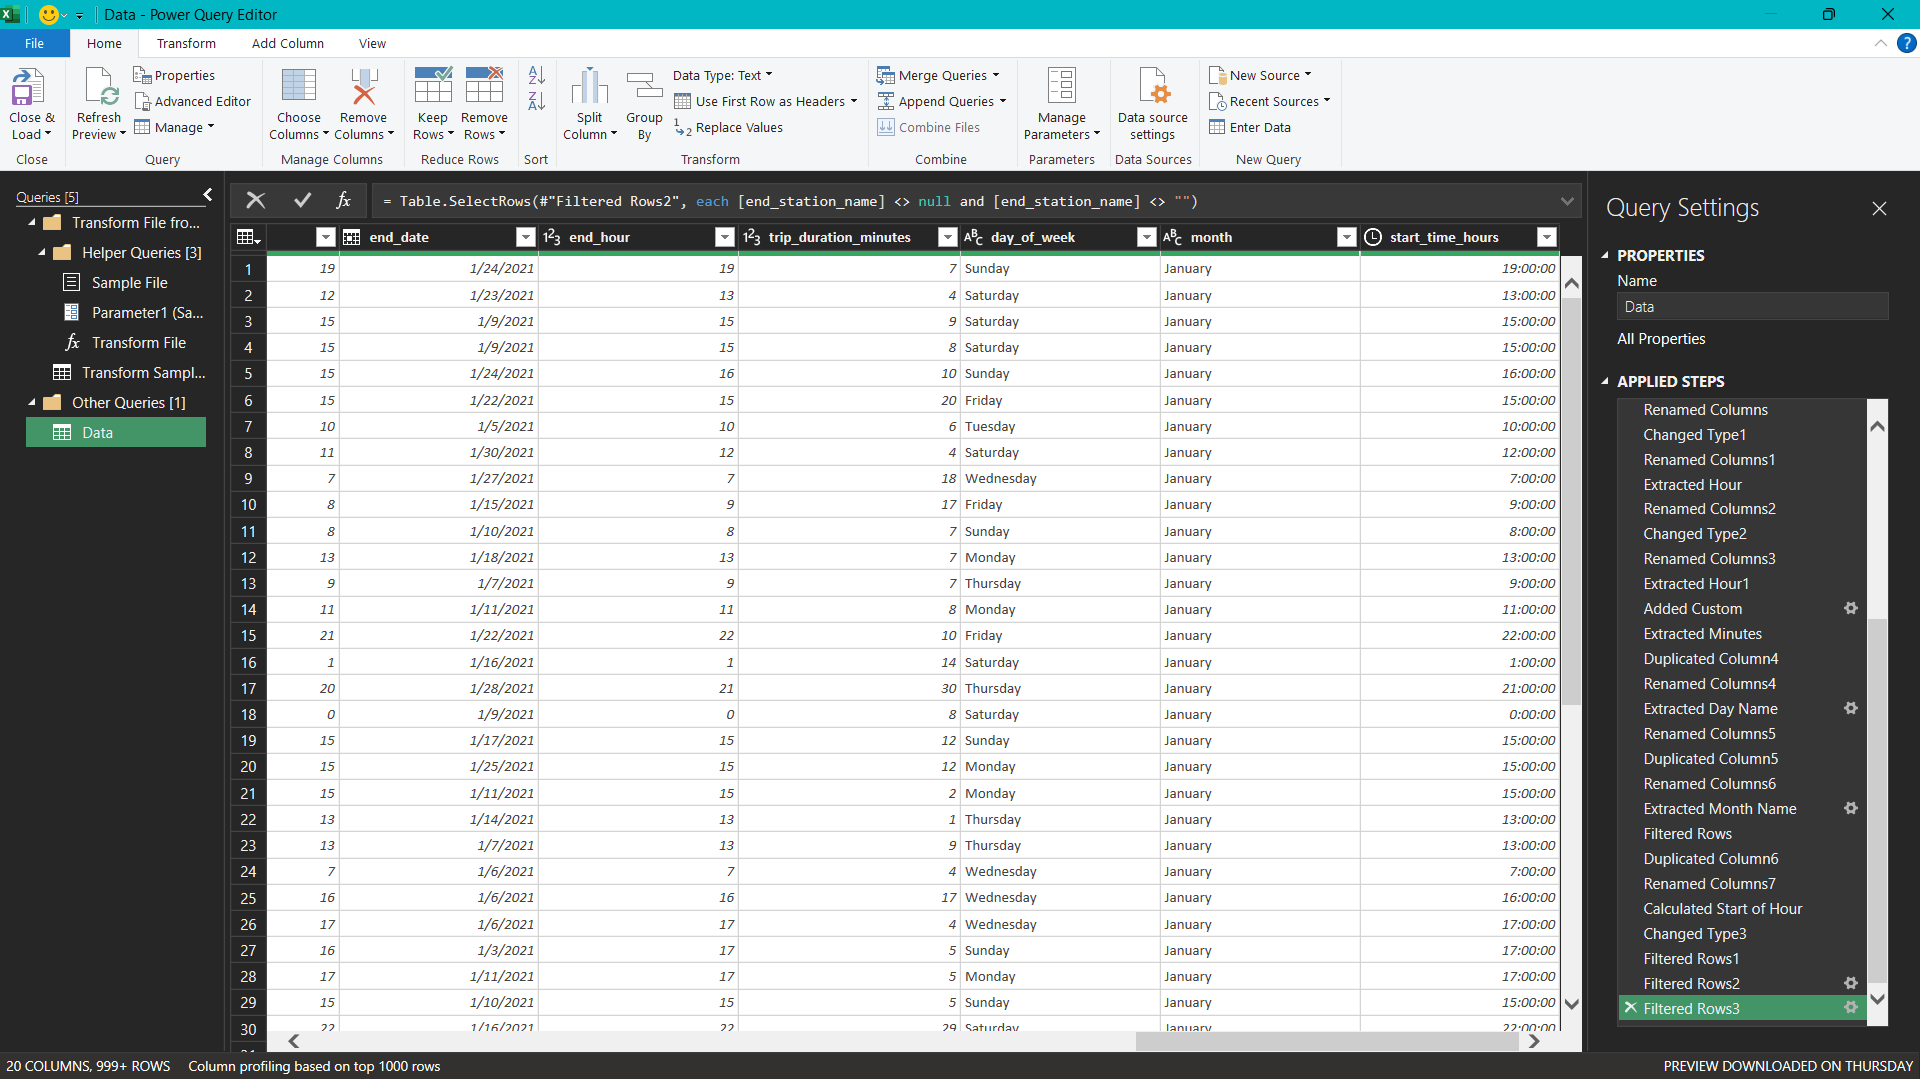 Data - Power Query Editor
File Home Transform Add Column View
Close & Load
Close
Refresh Preview
Properties
Advanced Editor
Manage
Query
Choose Columns
Remove Columns
Manage Columns
Keep Rows
Remove Rows
Reduce Rows
Sort
Split Column
Group By
Data Type: Text
Use First Row as Headers
Replace Values
Transform
Merge Queries
Append Queries
Combine Files
Combine
Manage Parameters
Parameters
Data source settings
Data Sources
New Source
Recent Sources
Enter Data
New Query
Queries [5]
Transform File fro...
Helper Queries [3]
Sample File
Parameter1 (Sa...
Transform File
Transform Sampl...
Other Queries [1]
Data
= Table.SelectRows(#"Filtered Rows2", each [end_station_name] <> null and [end_station_name] <> "")
end_date end_hour trip_duration_minutes day_of_week month start_time_hours
1 19 1/24/2021 19 7 Sunday January 19:00:00
2 12 1/23/2021 13 4 Saturday January 13:00:00
3 15 1/9/2021 15 9 Saturday January 15:00:00
4 15 1/9/2021 15 8 Saturday January 15:00:00
5 15 1/24/2021 16 10 Sunday January 16:00:00
6 15 1/22/2021 15 20 Friday January 15:00:00
7 10 1/5/2021 10 6 Tuesday January 10:00:00
8 11 1/30/2021 12 4 Saturday January 12:00:00
9 7 1/27/2021 7 18 Wednesday January 7:00:00
10 8 1/15/2021 9 17 Friday January 9:00:00
11 8 1/10/2021 8 7 Sunday January 8:00:00
12 13 1/18/2021 13 7 Monday January 13:00:00
13 9 1/7/2021 9 7 Thursday January 9:00:00
14 11 1/11/2021 11 8 Monday January 11:00:00
15 21 1/22/2021 22 10 Friday January 22:00:00
16 1 1/16/2021 1 14 Saturday January 1:00:00
17 20 1/28/2021 21 30 Thursday January 21:00:00
18 0 1/9/2021 0 8 Saturday January 0:00:00
19 15 1/17/2021 15 12 Sunday January 15:00:00
20 15 1/25/2021 15 12 Monday January 15:00:00
21 15 1/11/2021 15 2 Monday January 15:00:00
22 13 1/14/2021 13 1 Thursday January 13:00:00
23 13 1/7/2021 13 9 Thursday January 13:00:00
24 7 1/6/2021 7 4 Wednesday January 7:00:00
25 16 1/6/2021 16 17 Wednesday January 16:00:00
26 17 1/6/2021 17 4 Wednesday January 17:00:00
27 16 1/3/2021 17 5 Sunday January 17:00:00
28 17 1/11/2021 17 5 Monday January 17:00:00
29 15 1/10/2021 15 5 Sunday January 15:00:00
30 22 1/16/2021 22 29 Saturday January 22:00:00
Query Settings
PROPERTIES
Name
Data
All Properties
APPLIED STEPS
Renamed Columns
Changed Type1
Renamed Columns1
Extracted Hour
Renamed Columns2
Changed Type2
Renamed Columns3
Extracted Hour1
Added Custom
Extracted Minutes
Duplicated Column4
Renamed Columns4
Extracted Day Name
Renamed Columns5
Duplicated Column5
Renamed Columns6
Extracted Month Name
Filtered Rows
Duplicated Column6
Renamed Columns7
Calculated Start of Hour
Changed Type3
Filtered Rows1
Filtered Rows2
Filtered Rows3
20 COLUMNS, 999+ ROWS Column profiling based on top 1000 rows
PREVIEW DOWNLOADED ON THURSDAY